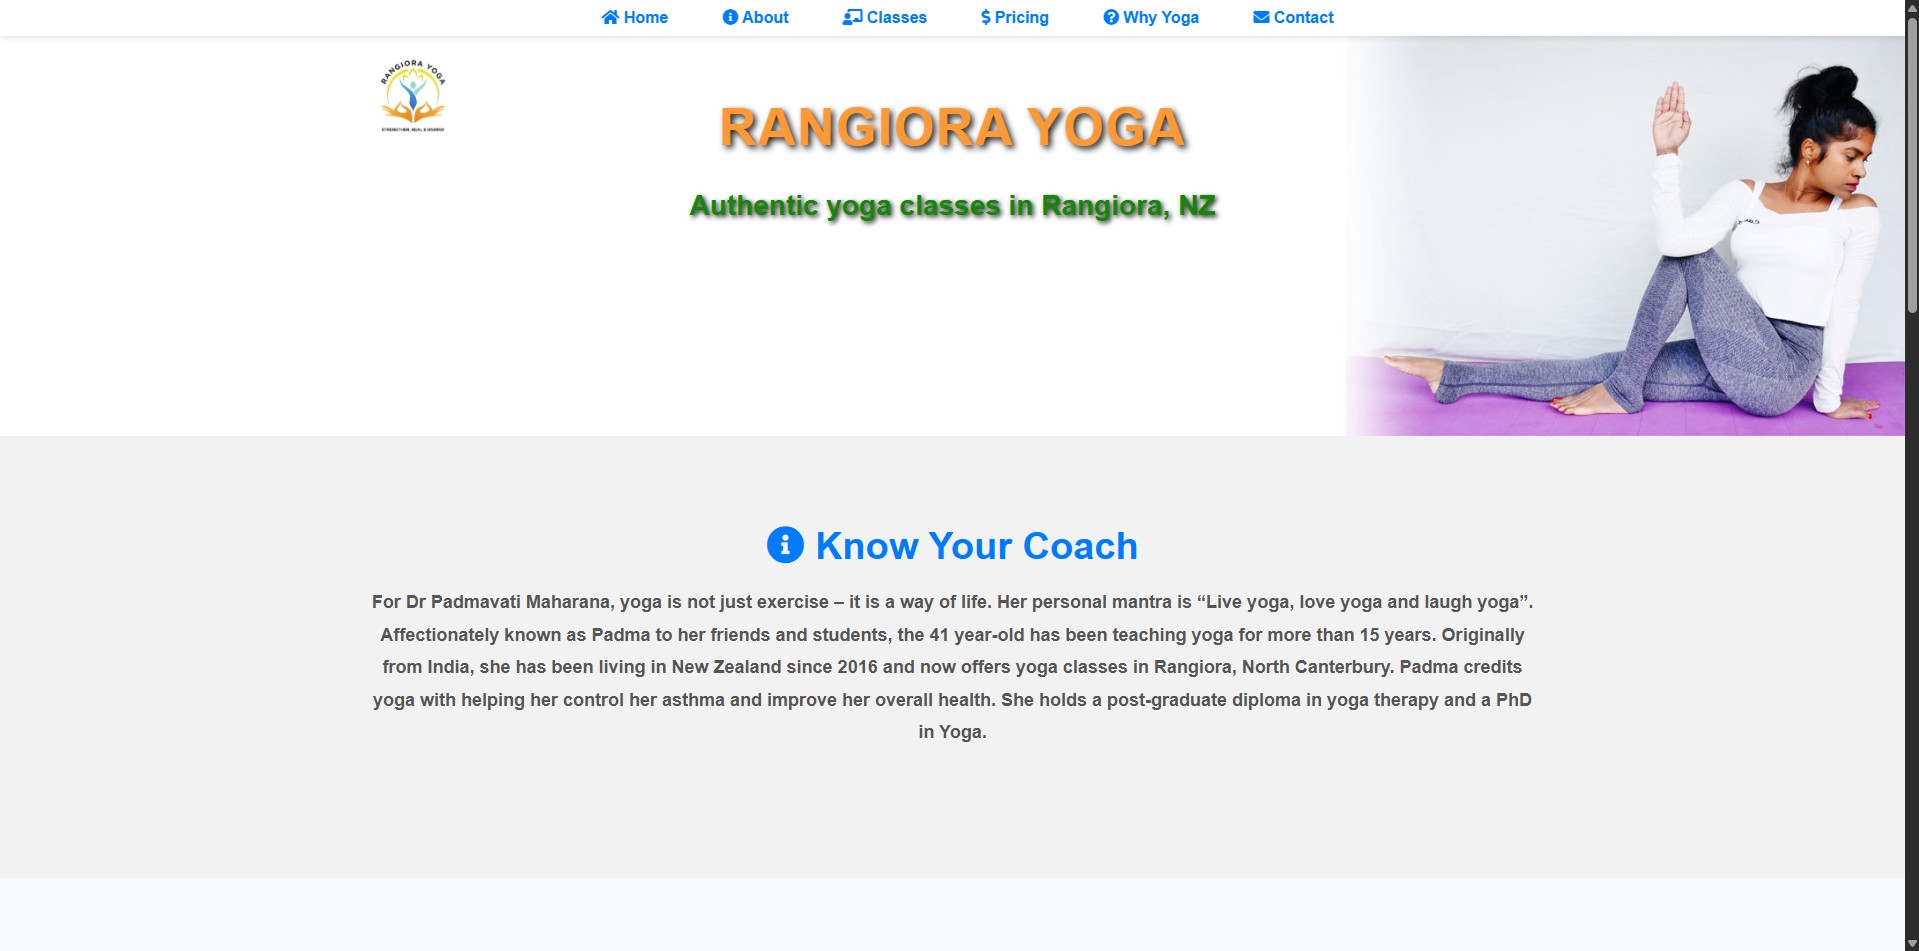 Home
About
Classes
Pricing
Why Yoga
Contact
RANGIORA YOGA
STRENGTHEN, HEAL & UNWIND
RANGIORA YOGA
Authentic yoga classes in Rangiora, NZ
Know Your Coach
For Dr Padmavati Maharana, yoga is not just exercise – it is a way of life. Her personal mantra is “Live yoga, love yoga and laugh yoga”.
Affectionately known as Padma to her friends and students, the 41 year-old has been teaching yoga for more than 15 years. Originally
from India, she has been living in New Zealand since 2016 and now offers yoga classes in Rangiora, North Canterbury. Padma credits
yoga with helping her control her asthma and improve her overall health. She holds a post-graduate diploma in yoga therapy and a PhD
in Yoga.